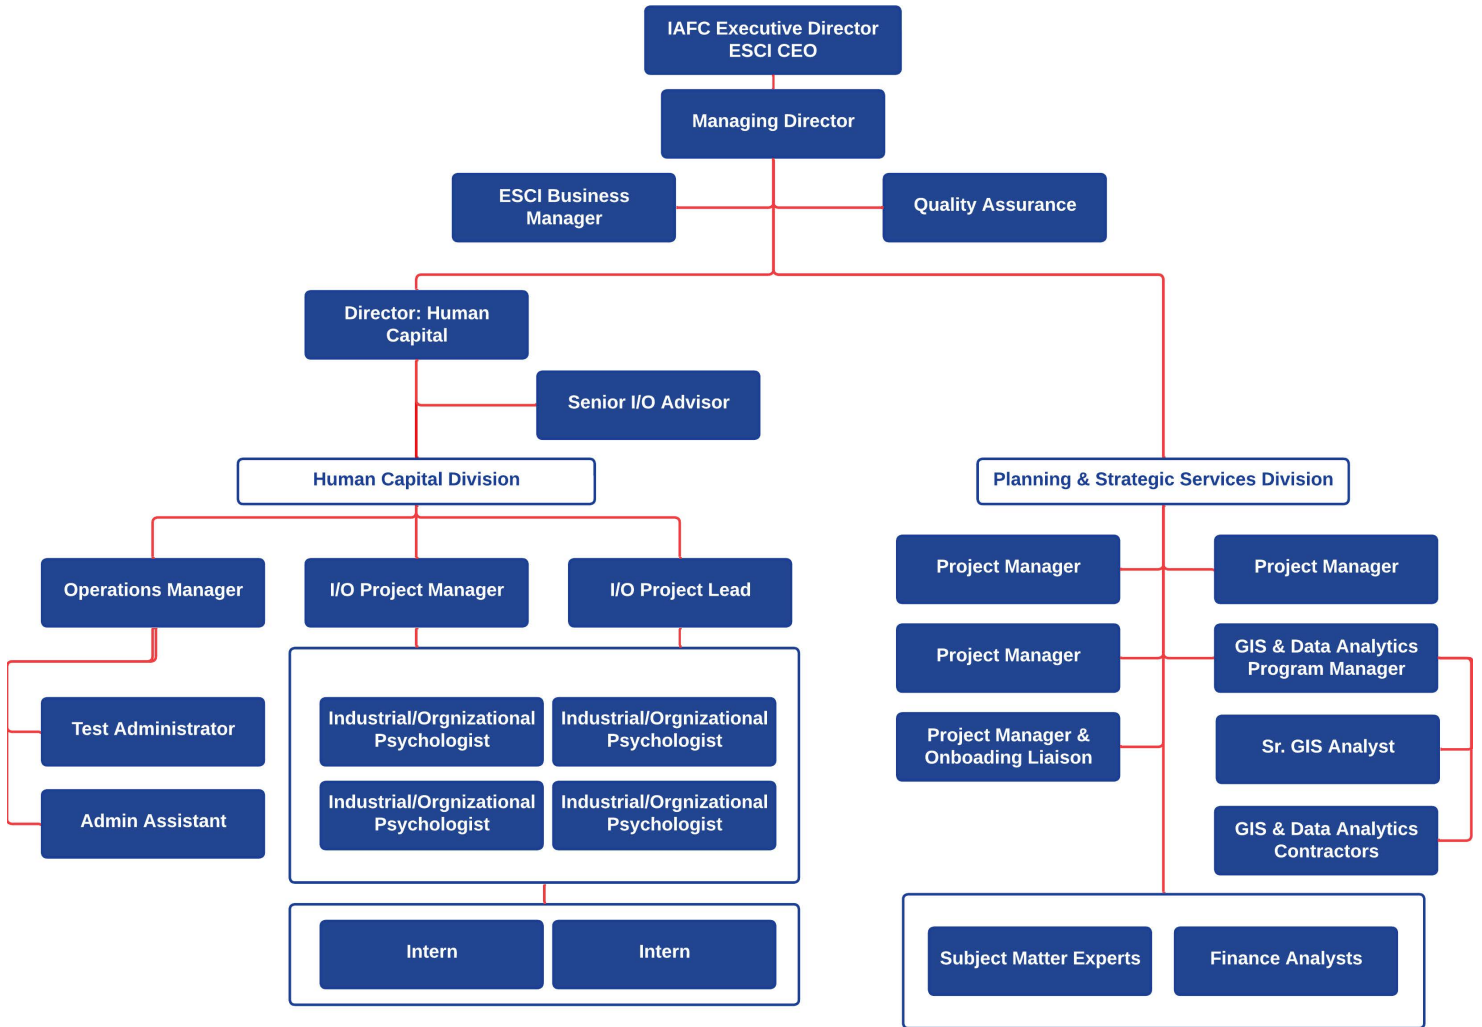 IAFC Executive Director
ESCI CEO
Managing Director
ESCI Business
Manager
Quality Assurance
Director: Human
Capital
Senior I/O Advisor
Human Capital Division
Planning & Strategic Services Division
Operations Manager
I/O Project Manager
I/O Project Lead
Test Administrator
Admin Assistant
Industrial/Orgnizational
Psychologist
Industrial/Orgnizational
Psychologist
Industrial/Orgnizational
Psychologist
Industrial/Orgnizational
Psychologist
Intern
Intern
Project Manager
Project Manager
Project Manager
GIS & Data Analytics
Program Manager
Project Manager &
Onboading Liaison
Sr. GIS Analyst
GIS & Data Analytics
Contractors
Subject Matter Experts
Finance Analysts